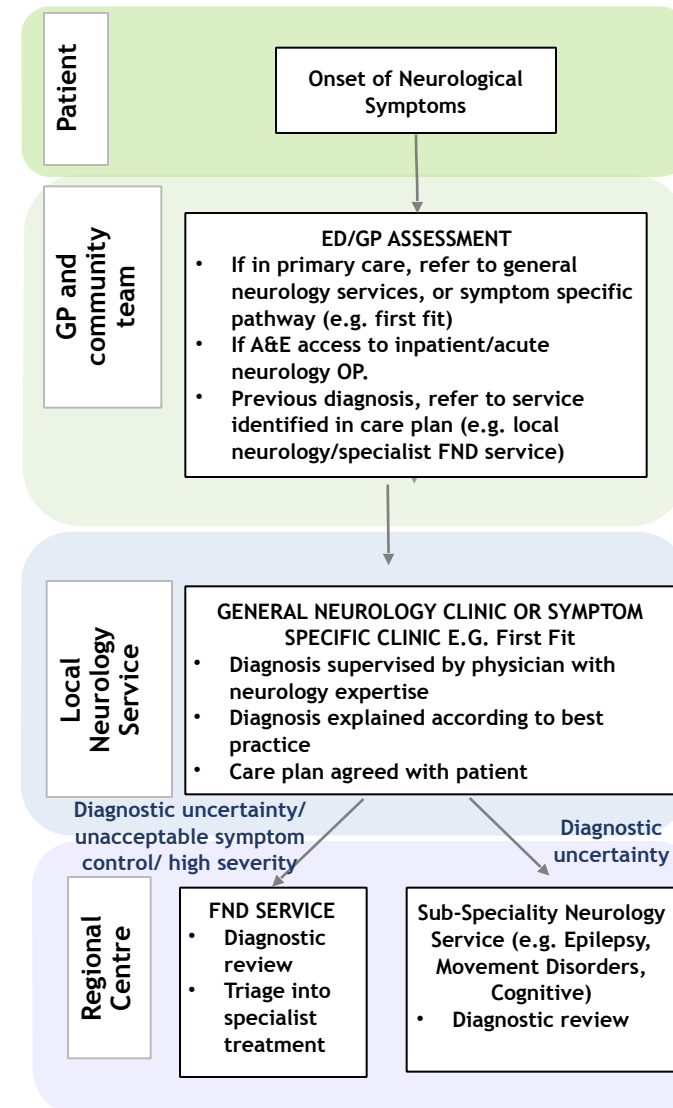 Patient
Onset of Neurological
Symptoms
GP and
community
team
ED/GP ASSESSMENT
• If in primary care, refer to general
neurology services, or symptom specific
pathway (e.g. first fit)
• If A&E access to inpatient/acute
neurology OP.
• Previous diagnosis, refer to service
identified in care plan (e.g. local
neurology/specialist FND service)
Local
Neurology
Service
GENERAL NEUROLOGY CLINIC OR SYMPTOM
SPECIFIC CLINIC E.G. First Fit
• Diagnosis supervised by physician with
neurology expertise
• Diagnosis explained according to best
practice
• Care plan agreed with patient
Diagnostic uncertainty/
unacceptable symptom
control/ high severity
Diagnostic
uncertainty
Regional
Centre
FND SERVICE
• Diagnostic
review
• Triage into
specialist
treatment
Sub-Speciality Neurology
Service (e.g. Epilepsy,
Movement Disorders,
Cognitive)
• Diagnostic review